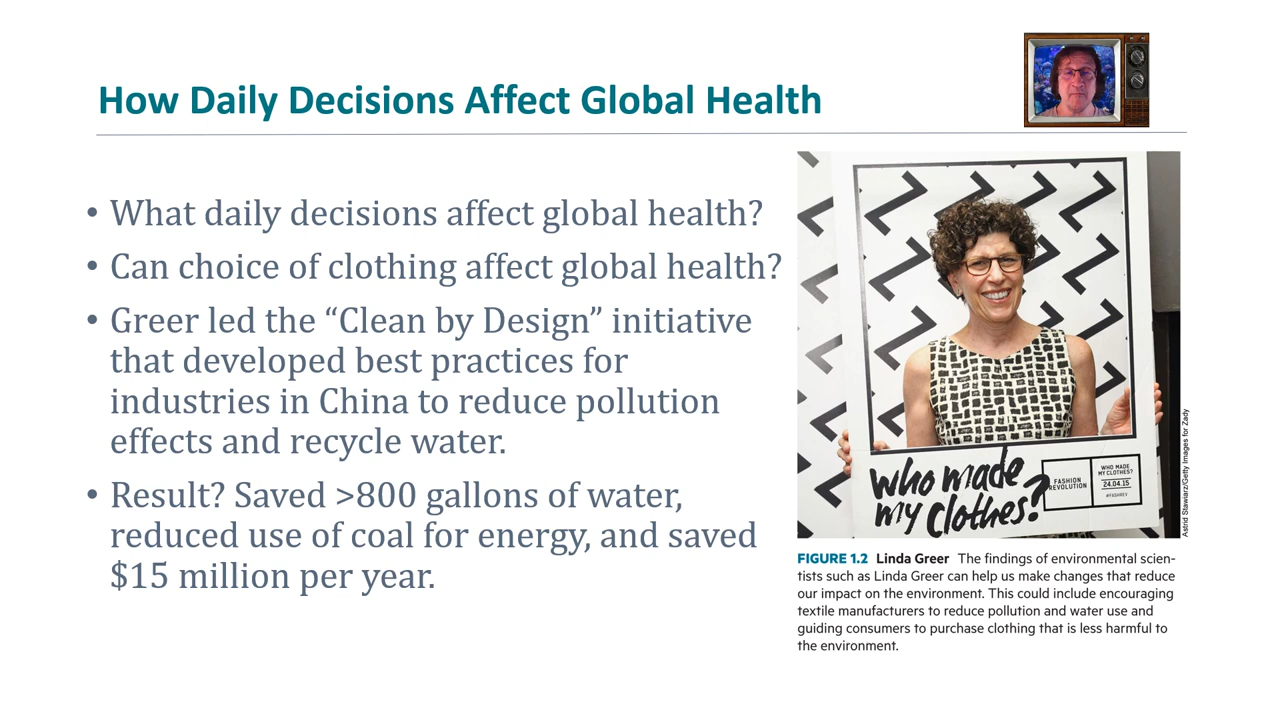 How Daily Decisions Affect Global Health
• What daily decisions affect global health?
• Can choice of clothing affect global health?
• Greer led the “Clean by Design” initiative
that developed best practices for
industries in China to reduce pollution
effects and recycle water.
• Result? Saved >800 gallons of water,
reduced use of coal for energy, and saved
$15 million per year.
who made
my clothes?
FASHION
REVOLUTION
WHO MADE
MY CLOTHES?
24.04.15
#FASHREV
Astrid Stawiarz/Getty Images for Zady
FIGURE 1.2 Linda Greer The findings of environmental scien-
tists such as Linda Greer can help us make changes that reduce
our impact on the environment. This could include encouraging
textile manufacturers to reduce pollution and water use and
guiding consumers to purchase clothing that is less harmful to
the environment.